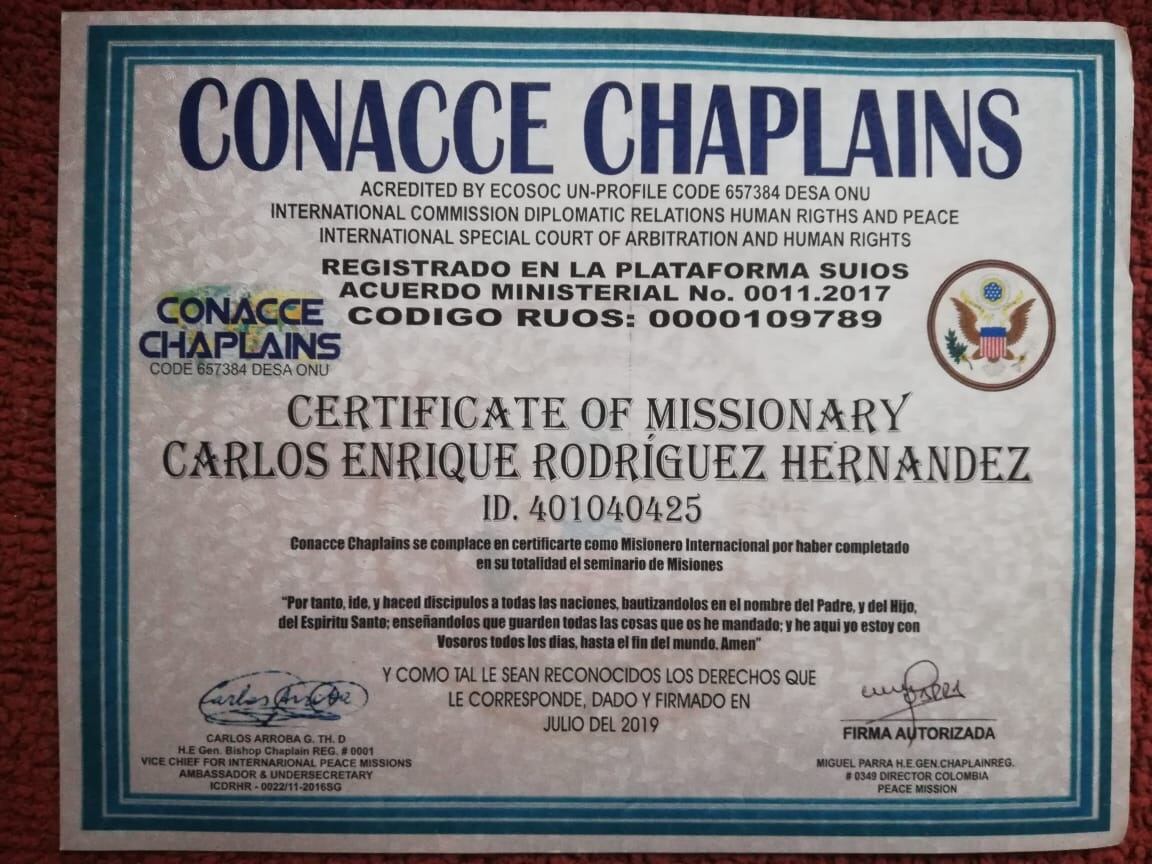 CONACCE CHAPLAINS
ACREDITED BY ECOSOC UN-PROFILE CODE 657384 DESA ONU
INTERNATIONAL COMMISSION DIPLOMATIC RELATIONS HUMAN RIGTHS AND PEACE
INTERNATIONAL SPECIAL COURT OF ARBITRATION AND HUMAN RIGHTS
REGISTRADO EN LA PLATAFORMA SUIOS
ACUERDO MINISTERIAL No. 0011.2017
CODIGO RUOS: 0000109789
CONACCE
CHAPLAINS
CODE 657384 DESA ONU
CERTIFICATE OF MISSIONARY
CARLOS ENRIQUE RODRÍGUEZ HERNANDEZ
ID. 401040425
Conacce Chaplains se complace en certificarte como Misionero Internacional por haber completado
en su totalidad el seminario de Misiones
"Por tanto, ide, y haced discipulos a todas las naciones, bautizandolos en el nombre del Padre, y del Hijo,
del Espiritu Santo; enseñandolos que guarden todas las cosas que os he mandado; y he aqui yo estoy con
Vosoros todos los dias, hasta el fin del mundo. Amen"
Y COMO TAL LE SEAN RECONOCIDOS LOS DERECHOS QUE
LE CORRESPONDE, DADO Y FIRMADO EN
JULIO DEL 2019
Carlos Arroba
CARLOS ARROBA G. TH. D
H.E Gen. Bishop Chaplain REG. # 0001
VICE CHIEF FOR INTERNARIONAL PEACE MISSIONS
AMBASSADOR & UNDERSECRETARY
ICDRHR - 0022/11-2016SG
FIRMA AUTORIZADA
MIGUEL PARRA H.E.GEN.CHAPLAINREG.
# 0349 DIRECTOR COLOMBIA
PEACE MISSION